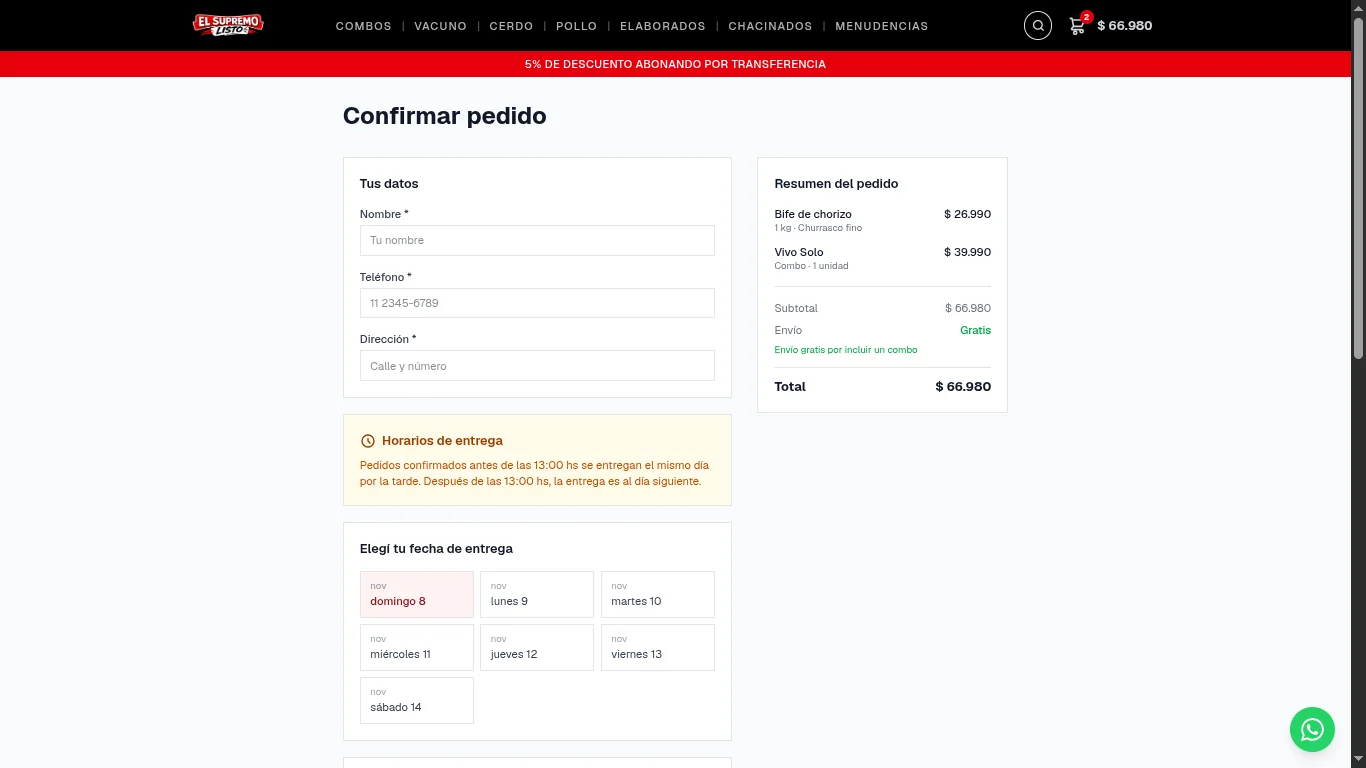 EL SUPREMO
LISTO
COMBOS | VACUNO | CERDO | POLLO | ELABORADOS | CHACINADOS | MENUDENCIAS
2
$ 66.980
5% DE DESCUENTO ABONANDO POR TRANSFERENCIA
Confirmar pedido
Tus datos
Nombre *
Tu nombre
Teléfono *
11 2345-6789
Dirección *
Calle y número
Horarios de entrega
Pedidos confirmados antes de las 13:00 hs se entregan el mismo día
por la tarde. Después de las 13:00 hs, la entrega es al día siguiente.
Elegí tu fecha de entrega
nov
domingo 8
nov
lunes 9
nov
martes 10
nov
miércoles 11
nov
jueves 12
nov
viernes 13
nov
sábado 14
Resumen del pedido
Bife de chorizo $ 26.990
1 kg · Churrasco fino
Vivo Solo $ 39.990
Combo · 1 unidad
Subtotal $ 66.980
Envío Gratis
Envío gratis por incluir un combo
Total $ 66.980